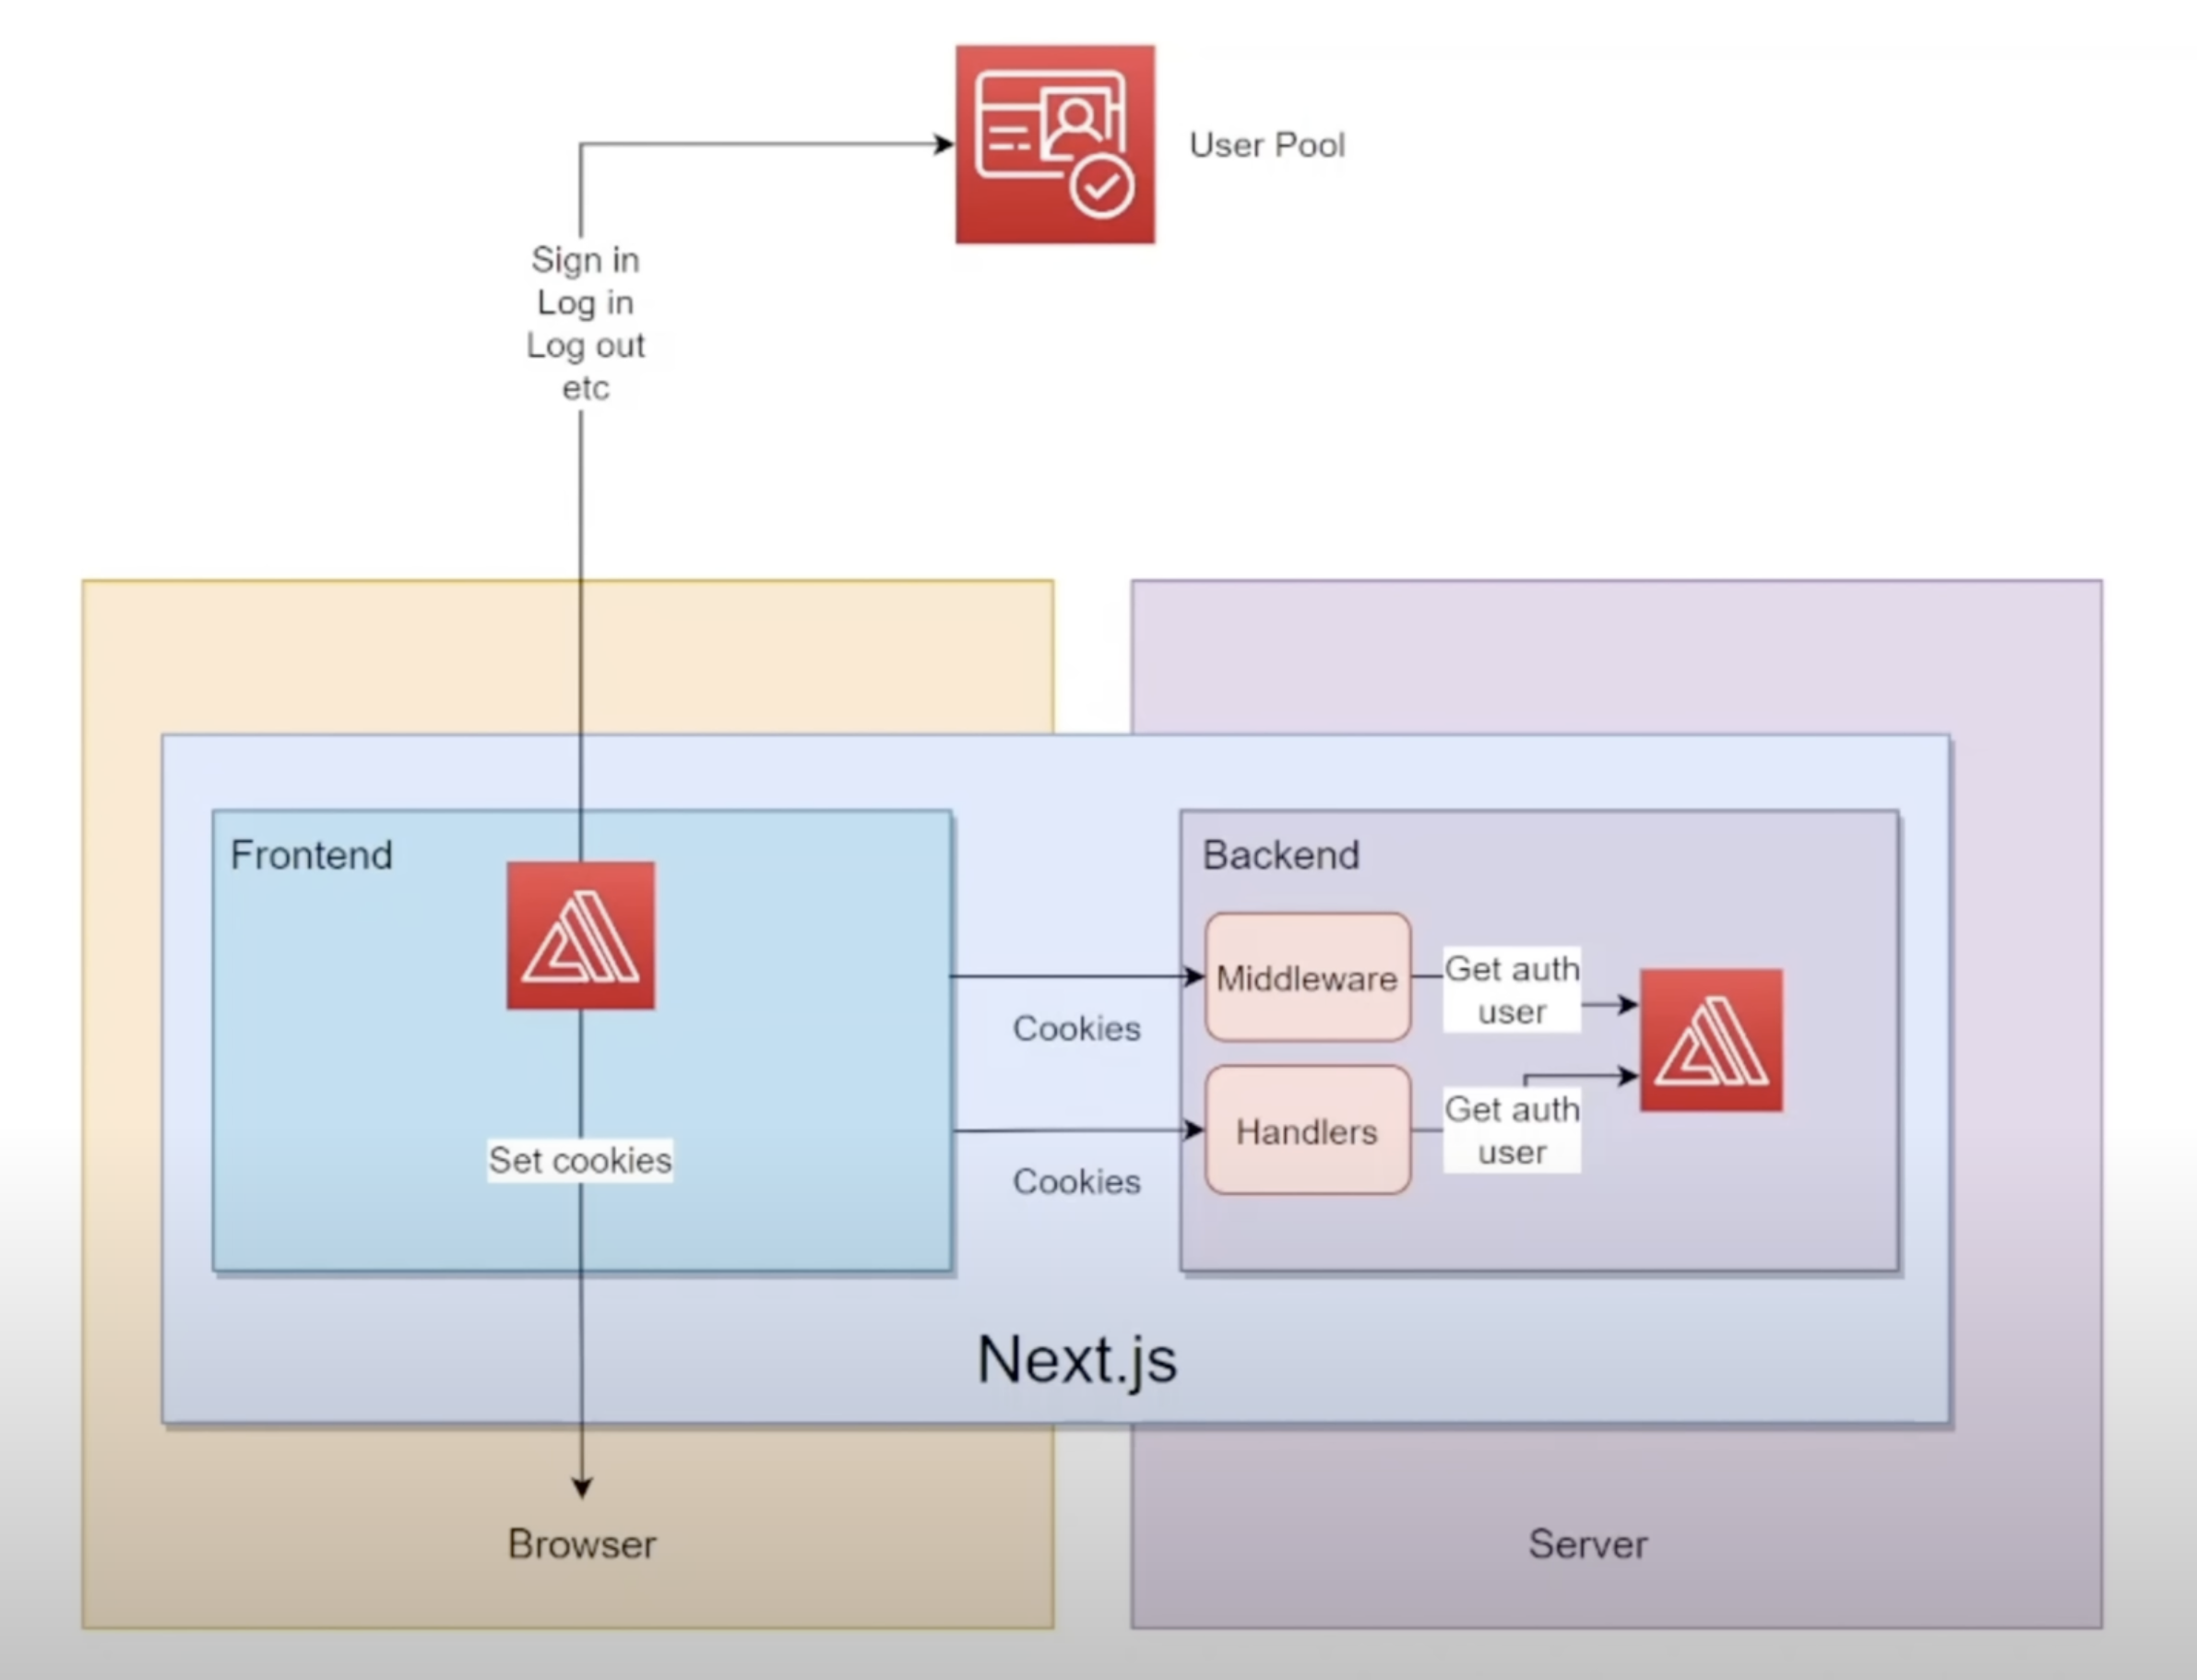 User Pool
Sign in
Log in
Log out
etc
Frontend
Backend
Middleware
Get auth
user
Cookies
Handlers
Get auth
user
Set cookies
Cookies
Next.js
Browser
Server